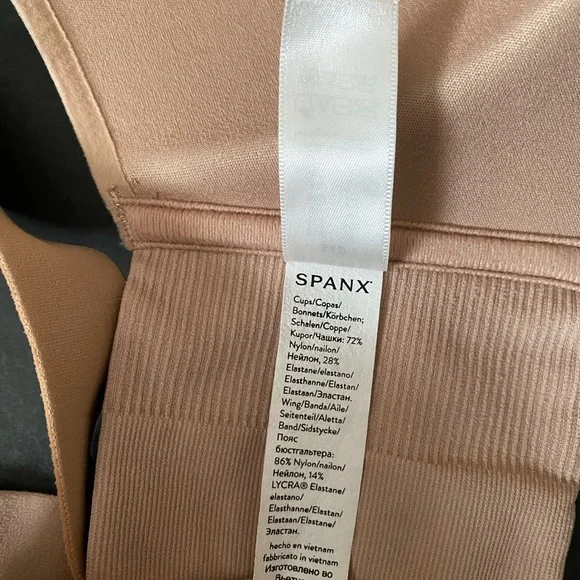 SPANX
Cups/Copas/
Bonnets/Körbchen;
Schalen/Coppe/
Kupor/Чашки: 72%
Nylon/nailon/
Нейлон, 28%
Elastane/elastano/
Elasthanne/Elastan/
Elastaan/Эластан.
Wing/Banda/Aile/
Seitenteil/Aletta/
Band/Sidstycke/
Пояс
бюстгальтера:
86% Nylon/nailon/
Нейлон, 14%
LYCRA® Elastane/
elastano/
Elasthanne/Elastan/
Elastaan/Elastane/
Эластан.
hecho en vietnam
fabbricato in vietnam
Изготовлено во
Вьетнаме